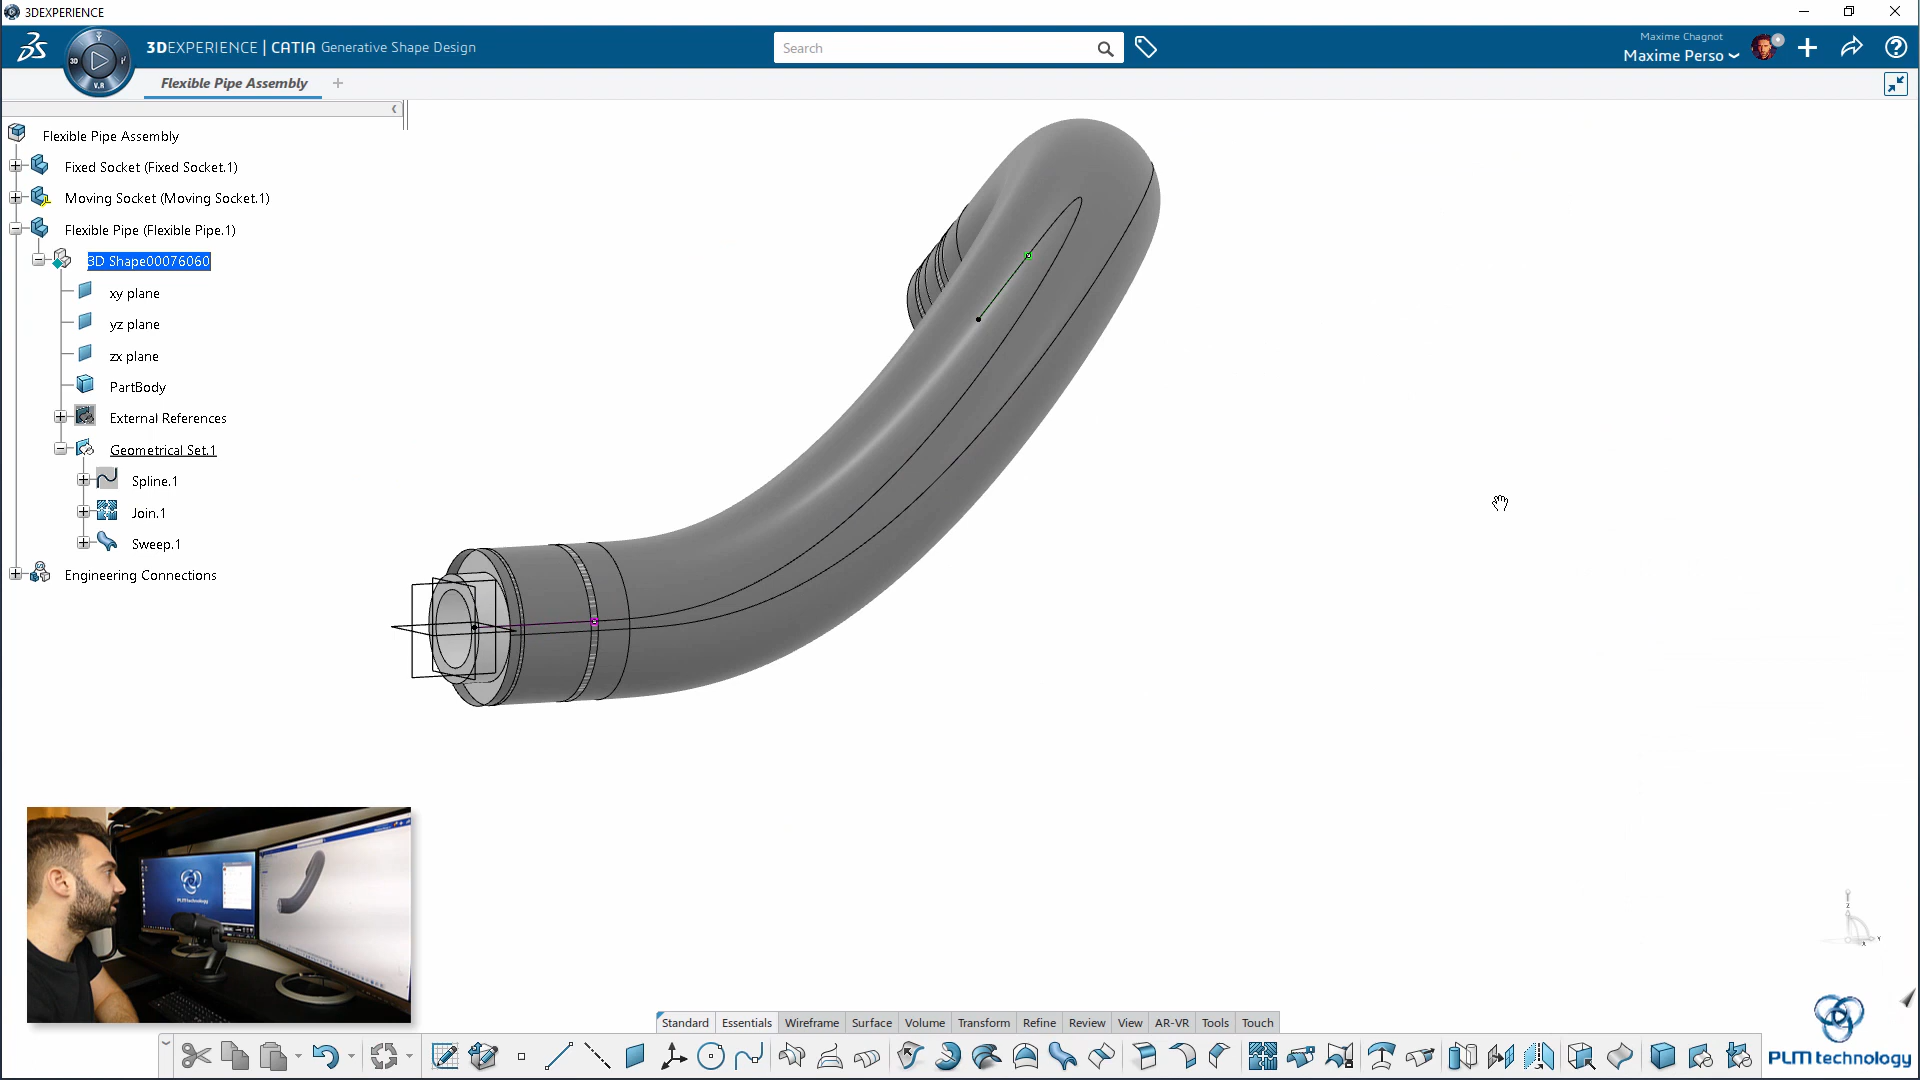 3DEXPERIENCE
3DEXPERIENCE | CATIA Generative Shape Design
Search
Maxime Chagnot
Maxime Perso
3D
V.R
Flexible Pipe Assembly
Flexible Pipe Assembly
Fixed Socket (Fixed Socket.1)
Moving Socket (Moving Socket.1)
Flexible Pipe (Flexible Pipe.1)
3D Shape00076060
xy plane
yz plane
zx plane
PartBody
External References
Geometrical Set.1
Spline.1
Join.1
Sweep.1
Engineering Connections
PLM technology
Z
Y
X
Standard Essentials Wireframe Surface Volume Transform Refine Review View AR-VR Tools Touch
PLM technology